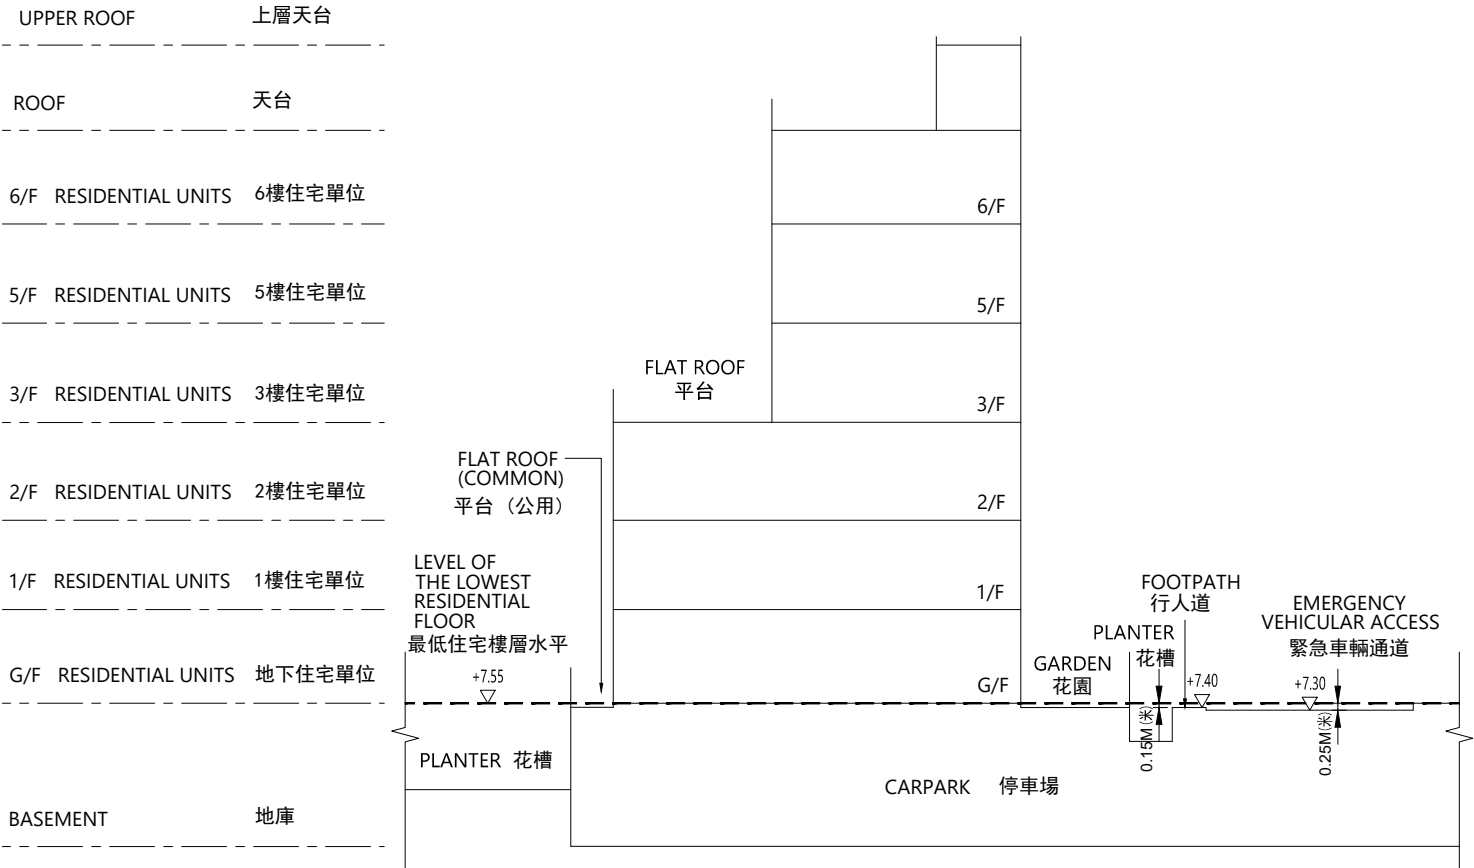 UPPER ROOF 上層天台
ROOF 天台
6/F RESIDENTIAL UNITS 6樓住宅單位
5/F RESIDENTIAL UNITS 5樓住宅單位
3/F RESIDENTIAL UNITS 3樓住宅單位
2/F RESIDENTIAL UNITS 2樓住宅單位
1/F RESIDENTIAL UNITS 1樓住宅單位
G/F RESIDENTIAL UNITS 地下住宅單位
BASEMENT 地庫
6/F
5/F
FLAT ROOF
平台
3/F
FLAT ROOF
(COMMON)
平台（公用）
2/F
LEVEL OF
THE LOWEST
RESIDENTIAL
FLOOR
最低住宅樓層水平
+7.55
1/F
G/F
GARDEN
花園
PLANTER
花槽
FOOTPATH
行人道
+7.40
EMERGENCY
VEHICULAR ACCESS
緊急車輛通道
+7.30
0.15M(米)
0.25M(米)
PLANTER 花槽
CARPARK 停車場